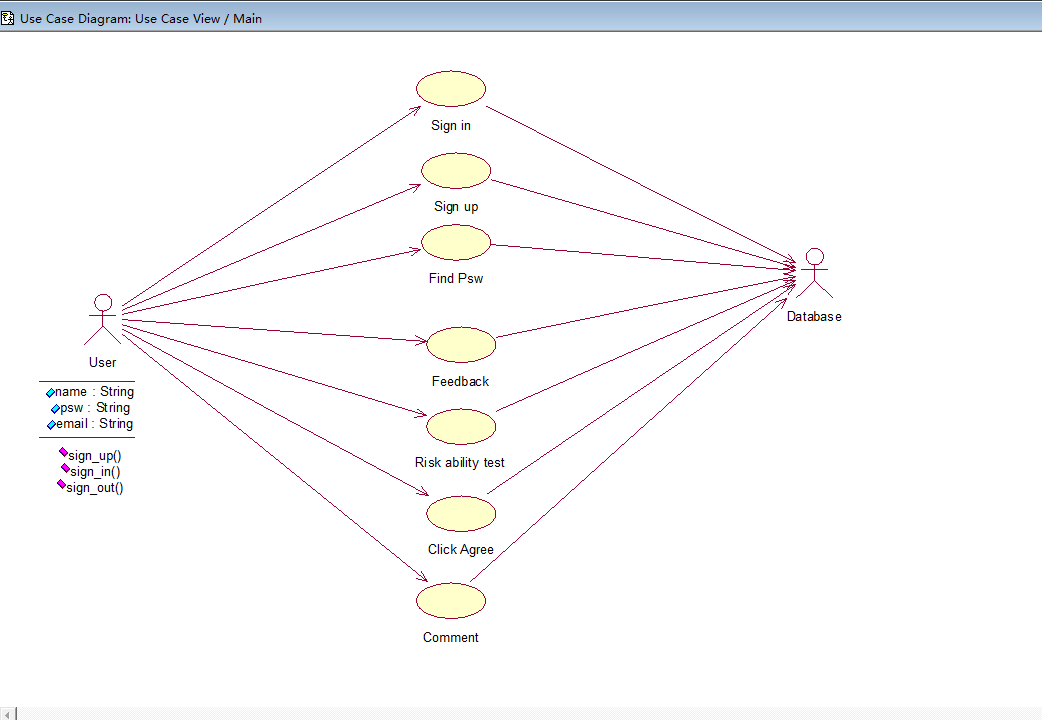 Use Case Diagram: Use Case View / Main
Sign in
Sign up
Find Psw
Database
User
Feedback
name : String
psw : String
email : String
sign_up()
sign_in()
sign_out()
Risk ability test
Click Agree
Comment